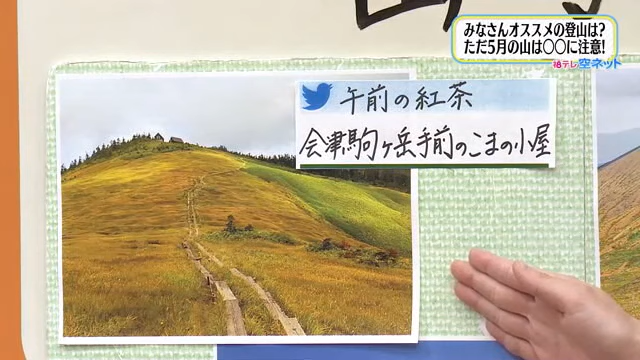 みなさんオススメの登山は?
ただ5月の山は〇〇に注意!
福テレ空ネット
午前の紅茶
会津駒ヶ岳手前のこまの小屋